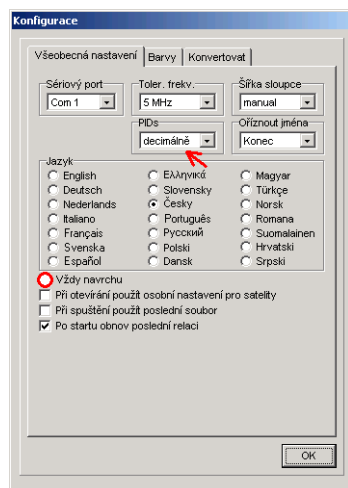 Konfigurace
Všeobecná nastavení Barvy Konvertovat
Sériový port Toler. frekv. Šířka sloupce
Com 1 5 MHz manual
PIDs Oříznout jména
decimálně Konec
Jazyk
English Ελληνικά Magyar
Deutsch Slovensky Türkçe
Nederlands Česky Norsk
Italiano Português Romana
Français Русский Suomalainen
Svenska Polski Hrvatski
Español Dansk Srpski
Vždy navrchu
Při otevírání použít osobní nastavení pro satelity
Při spuštění použít poslední soubor
Po startu obnov poslední relaci
OK